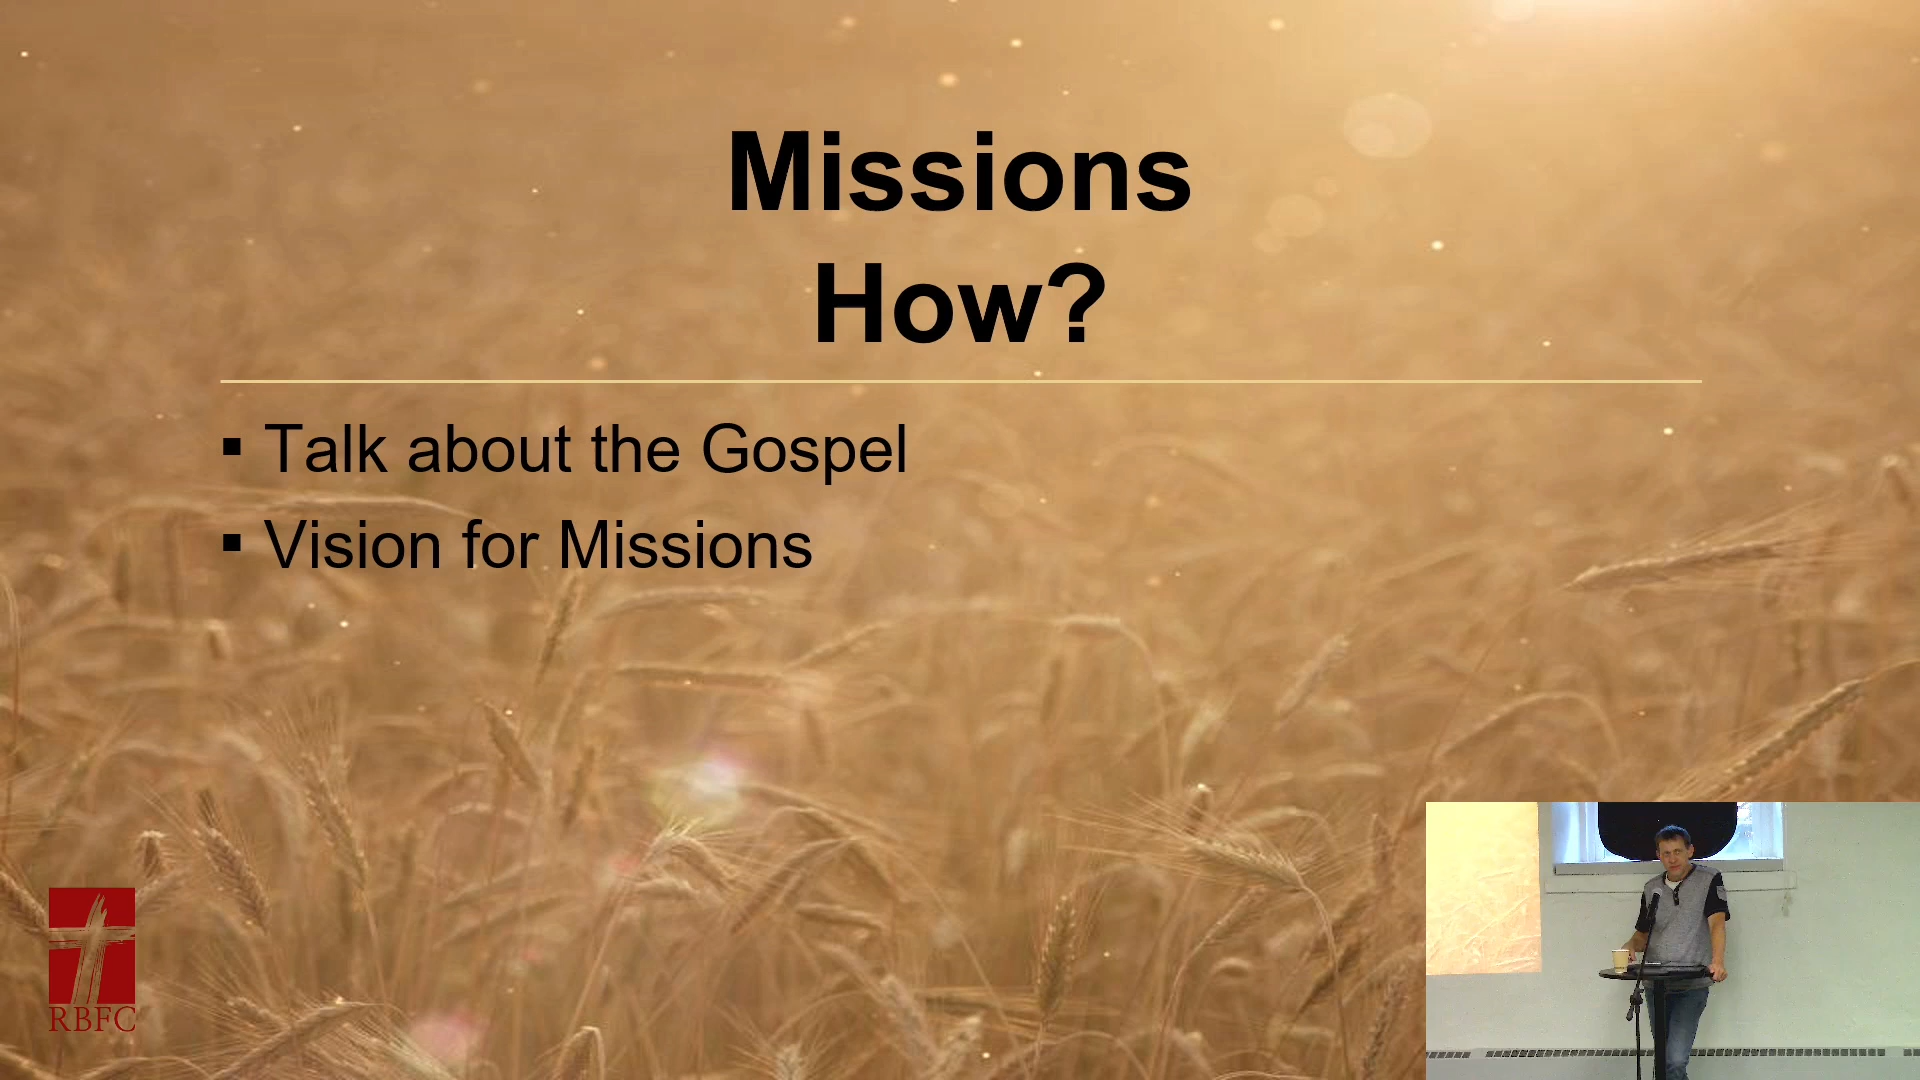 Missions
How?
▪ Talk about the Gospel
▪ Vision for Missions
RBFC